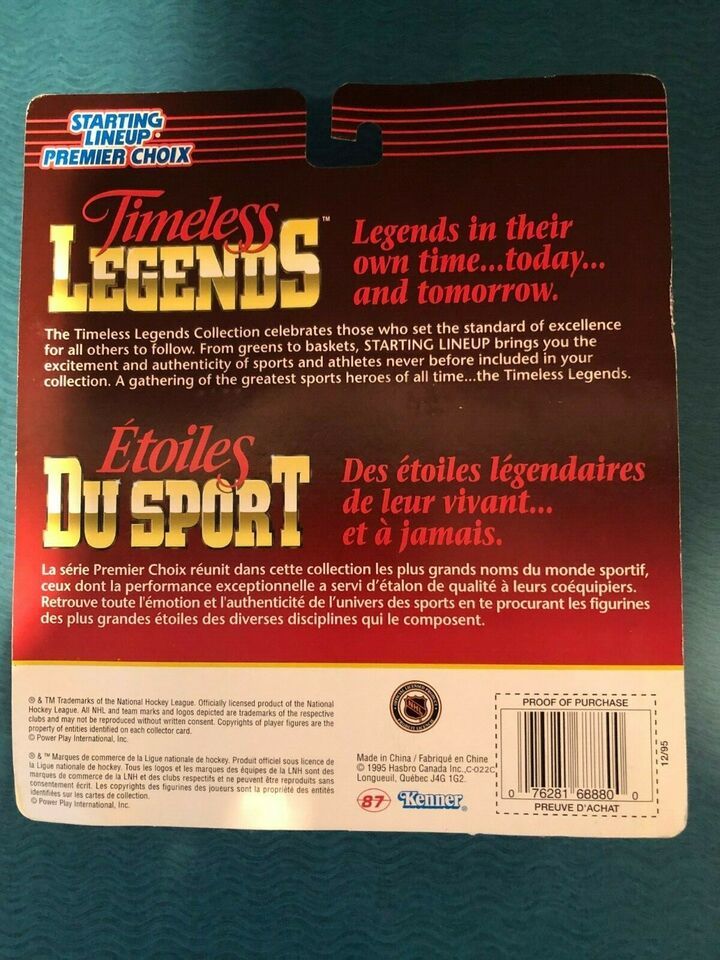 STARTING
LINEUP
PREMIER CHOIX
Timeless
LEGENDS™
Legends in their
own time...today...
and tomorrow.
The Timeless Legends Collection celebrates those who set the standard of excellence
for all others to follow. From greens to baskets, STARTING LINEUP brings you the
excitement and authenticity of sports and athletes never before included in your
collection. A gathering of the greatest sports heroes of all time...the Timeless Legends.
Étoiles
DU SPORT
Des étoiles légendaires
de leur vivant...
et à jamais.
La série Premier Choix réunit dans cette collection les plus grands noms du monde sportif,
ceux dont la performance exceptionnelle a servi d'étalon de qualité à leurs coéquipiers.
Retrouve toute l'émotion et l'authenticité de l'univers des sports en te procurant les figurines
des plus grandes étoiles des diverses disciplines qui le composent.
® & TM Trademarks of the National Hockey League. Officially licensed product of the National
Hockey League. All NHL and team marks and logos depicted are trademarks of the respective
clubs and may not be reproduced without written consent. Copyrights of player figures are the
property of entities identified on each collector card.
© Power Play International, Inc.
® & ™ Marques de commerce de la Ligue nationale de hockey. Produit officiel sous licence de
la Ligue nationale de hockey. Tous les logos et les marques des équipes de la LNH sont des
marques de commerce de la LNH et des clubs respectifs et ne peuvent être reproduits sans
consentement écrit. Les copyrights des figurines des joueurs sont la propriété des entités
identifiées sur les cartes de collection.
© Power Play International, Inc.
NHL
Made in China / Fabriqué en Chine
© 1995 Hasbro Canada Inc., C-022C
Longueuil, Québec J4G 1G2.
87 Kenner
PROOF OF PURCHASE
0 76281 68880 0
PREUVE D'ACHAT
12/95